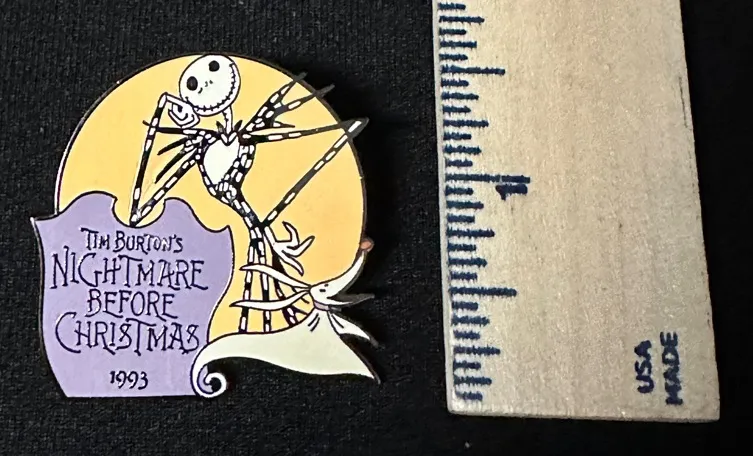 TIM BURTON'S
NIGHTMARE
BEFORE
CHRISTMAS
1993
1
USA
MADE